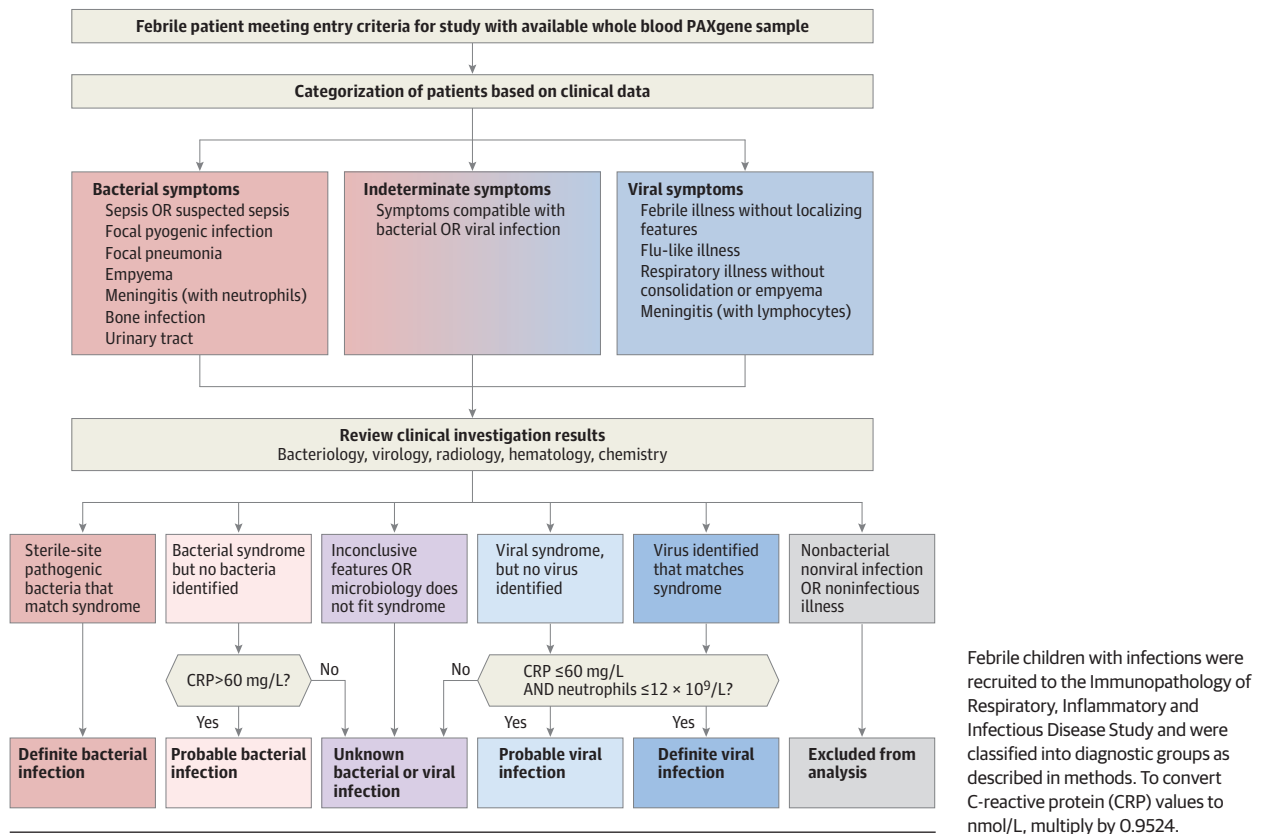 Febrile patient meeting entry criteria for study with available whole blood PAXgene sample
Categorization of patients based on clinical data
Bacterial symptoms
Sepsis OR suspected sepsis
Focal pyogenic infection
Focal pneumonia
Empyema
Meningitis (with neutrophils)
Bone infection
Urinary tract
Indeterminate symptoms
Symptoms compatible with
bacterial OR viral infection
Viral symptoms
Febrile illness without localizing
features
Flu-like illness
Respiratory illness without
consolidation or empyema
Meningitis (with lymphocytes)
Review clinical investigation results
Bacteriology, virology, radiology, hematology, chemistry
Sterile-site
pathogenic
bacteria that
match syndrome
Bacterial syndrome
but no bacteria
identified
Inconclusive
features OR
microbiology does
not fit syndrome
Viral syndrome,
but no virus
identified
Virus identified
that matches
syndrome
Nonbacterial
nonviral infection
OR noninfectious
illness
CRP>60 mg/L?
No
No
CRP ≤60 mg/L
AND neutrophils ≤12 × 10⁹/L?
Yes
Yes
Yes
Definite bacterial
infection
Probable bacterial
infection
Unknown
bacterial or viral
infection
Probable viral
infection
Definite viral
infection
Excluded from
analysis
Febrile children with infections were
recruited to the Immunopathology of
Respiratory, Inflammatory and
Infectious Disease Study and were
classified into diagnostic groups as
described in methods. To convert
C-reactive protein (CRP) values to
nmol/L, multiply by 0.9524.